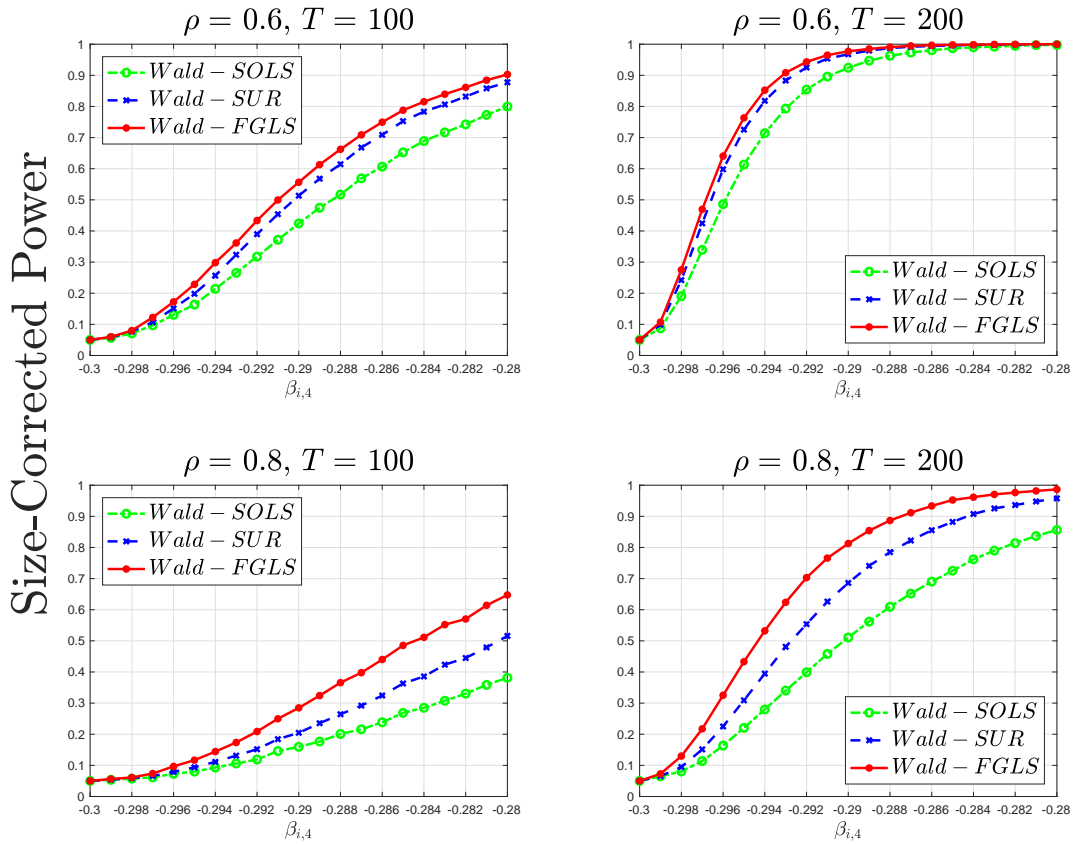 Size-Corrected Power
ρ = 0.6, T = 100
1
0.9
0.8
0.7
0.6
0.5
0.4
0.3
0.2
0.1
0
Wald − SOLS
Wald − SUR
Wald − FGLS
-0.3 -0.298 -0.296 -0.294 -0.292 -0.29 -0.288 -0.286 -0.284 -0.282 -0.28
β_{i,4}
ρ = 0.6, T = 200
1
0.9
0.8
0.7
0.6
0.5
0.4
0.3
0.2
0.1
0
Wald − SOLS
Wald − SUR
Wald − FGLS
-0.3 -0.298 -0.296 -0.294 -0.292 -0.29 -0.288 -0.286 -0.284 -0.282 -0.28
β_{i,4}
ρ = 0.8, T = 100
1
0.9
0.8
0.7
0.6
0.5
0.4
0.3
0.2
0.1
0
Wald − SOLS
Wald − SUR
Wald − FGLS
-0.3 -0.298 -0.296 -0.294 -0.292 -0.29 -0.288 -0.286 -0.284 -0.282 -0.28
β_{i,4}
ρ = 0.8, T = 200
1
0.9
0.8
0.7
0.6
0.5
0.4
0.3
0.2
0.1
0
Wald − SOLS
Wald − SUR
Wald − FGLS
-0.3 -0.298 -0.296 -0.294 -0.292 -0.29 -0.288 -0.286 -0.284 -0.282 -0.28
β_{i,4}